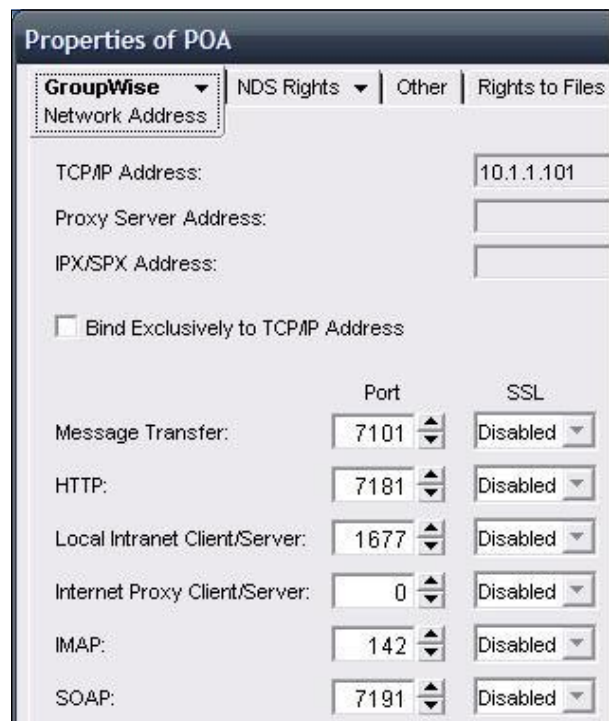 Properties of POA
GroupWise NDS Rights Other Rights to Files
Network Address
TCP/IP Address: 10.1.1.101
Proxy Server Address:
IPX/SPX Address:
Bind Exclusively to TCP/IP Address
Port SSL
Message Transfer: 7101 Disabled
HTTP: 7181 Disabled
Local Intranet Client/Server: 1677 Disabled
Internet Proxy Client/Server: 0 Disabled
IMAP: 142 Disabled
SOAP: 7191 Disabled